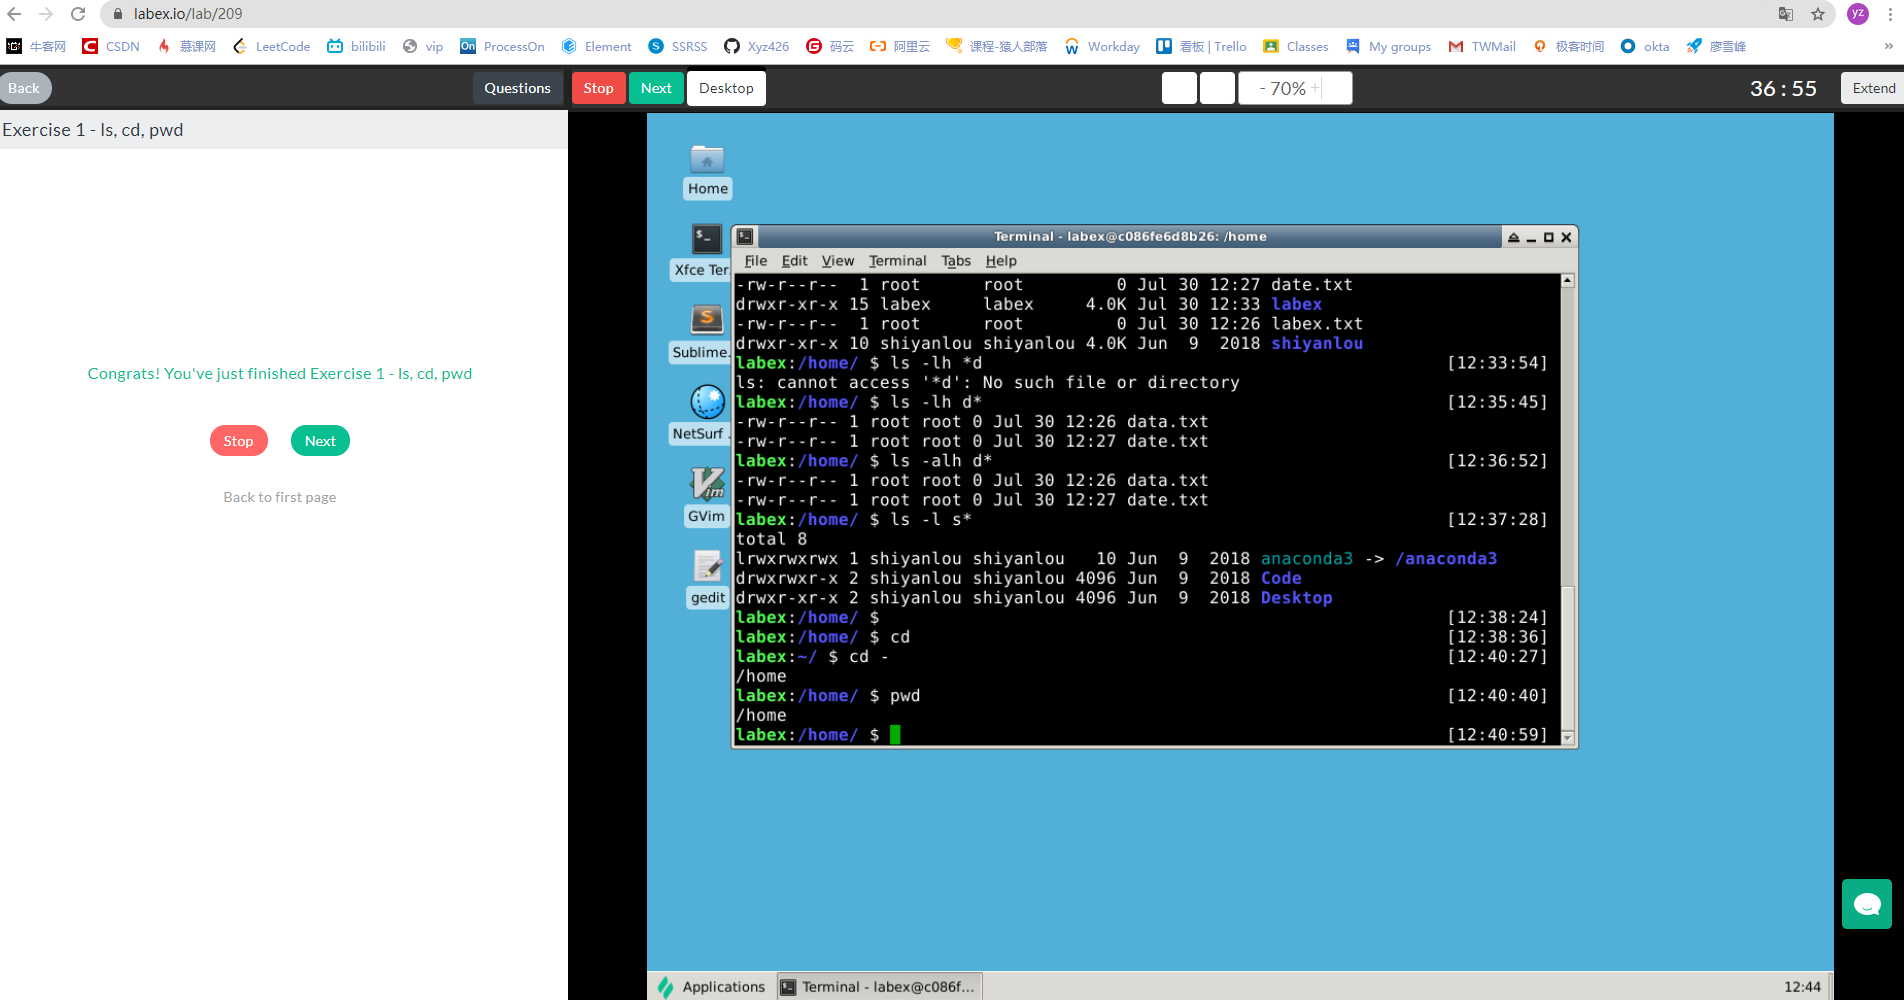 labex.io/lab/209
yz
牛客网 CSDN 慕课网 LeetCode bilibili vip ProcessOn Element SSRSS Xyz426 码云 阿里云 课程-猿人部落 Workday 看板 | Trello Classes My groups TWMail 极客时间 okta 廖雪峰 »
Back Questions Stop Next Desktop - 70% + 36 : 55 Extend
Exercise 1 - ls, cd, pwd
Congrats! You've just finished Exercise 1 - ls, cd, pwd
Stop Next
Back to first page
Home
Xfce Ter...
Sublime...
NetSurf ...
GVim
gedit
Terminal - labex@c086fe6d8b26: /home
File Edit View Terminal Tabs Help
-rw-r--r--  1 root      root         0 Jul 30 12:27 date.txt
drwxr-xr-x 15 labex     labex     4.0K Jul 30 12:33 labex
-rw-r--r--  1 root      root         0 Jul 30 12:26 labex.txt
drwxr-xr-x 10 shiyanlou shiyanlou 4.0K Jun  9  2018 shiyanlou
labex:/home/ $ ls -lh *d [12:33:54]
ls: cannot access '*d': No such file or directory
labex:/home/ $ ls -lh d* [12:35:45]
-rw-r--r-- 1 root root 0 Jul 30 12:26 data.txt
-rw-r--r-- 1 root root 0 Jul 30 12:27 date.txt
labex:/home/ $ ls -alh d* [12:36:52]
-rw-r--r-- 1 root root 0 Jul 30 12:26 data.txt
-rw-r--r-- 1 root root 0 Jul 30 12:27 date.txt
labex:/home/ $ ls -l s* [12:37:28]
total 8
lrwxrwxrwx 1 shiyanlou shiyanlou   10 Jun  9  2018 anaconda3 -> /anaconda3
drwxrwxr-x 2 shiyanlou shiyanlou 4096 Jun  9  2018 Code
drwxr-xr-x 2 shiyanlou shiyanlou 4096 Jun  9  2018 Desktop
labex:/home/ $ [12:38:24]
labex:/home/ $ cd [12:38:36]
labex:~/ $ cd - [12:40:27]
/home
labex:/home/ $ pwd [12:40:40]
/home
labex:/home/ $ [12:40:59]
Applications Terminal - labex@c086f... 12:44